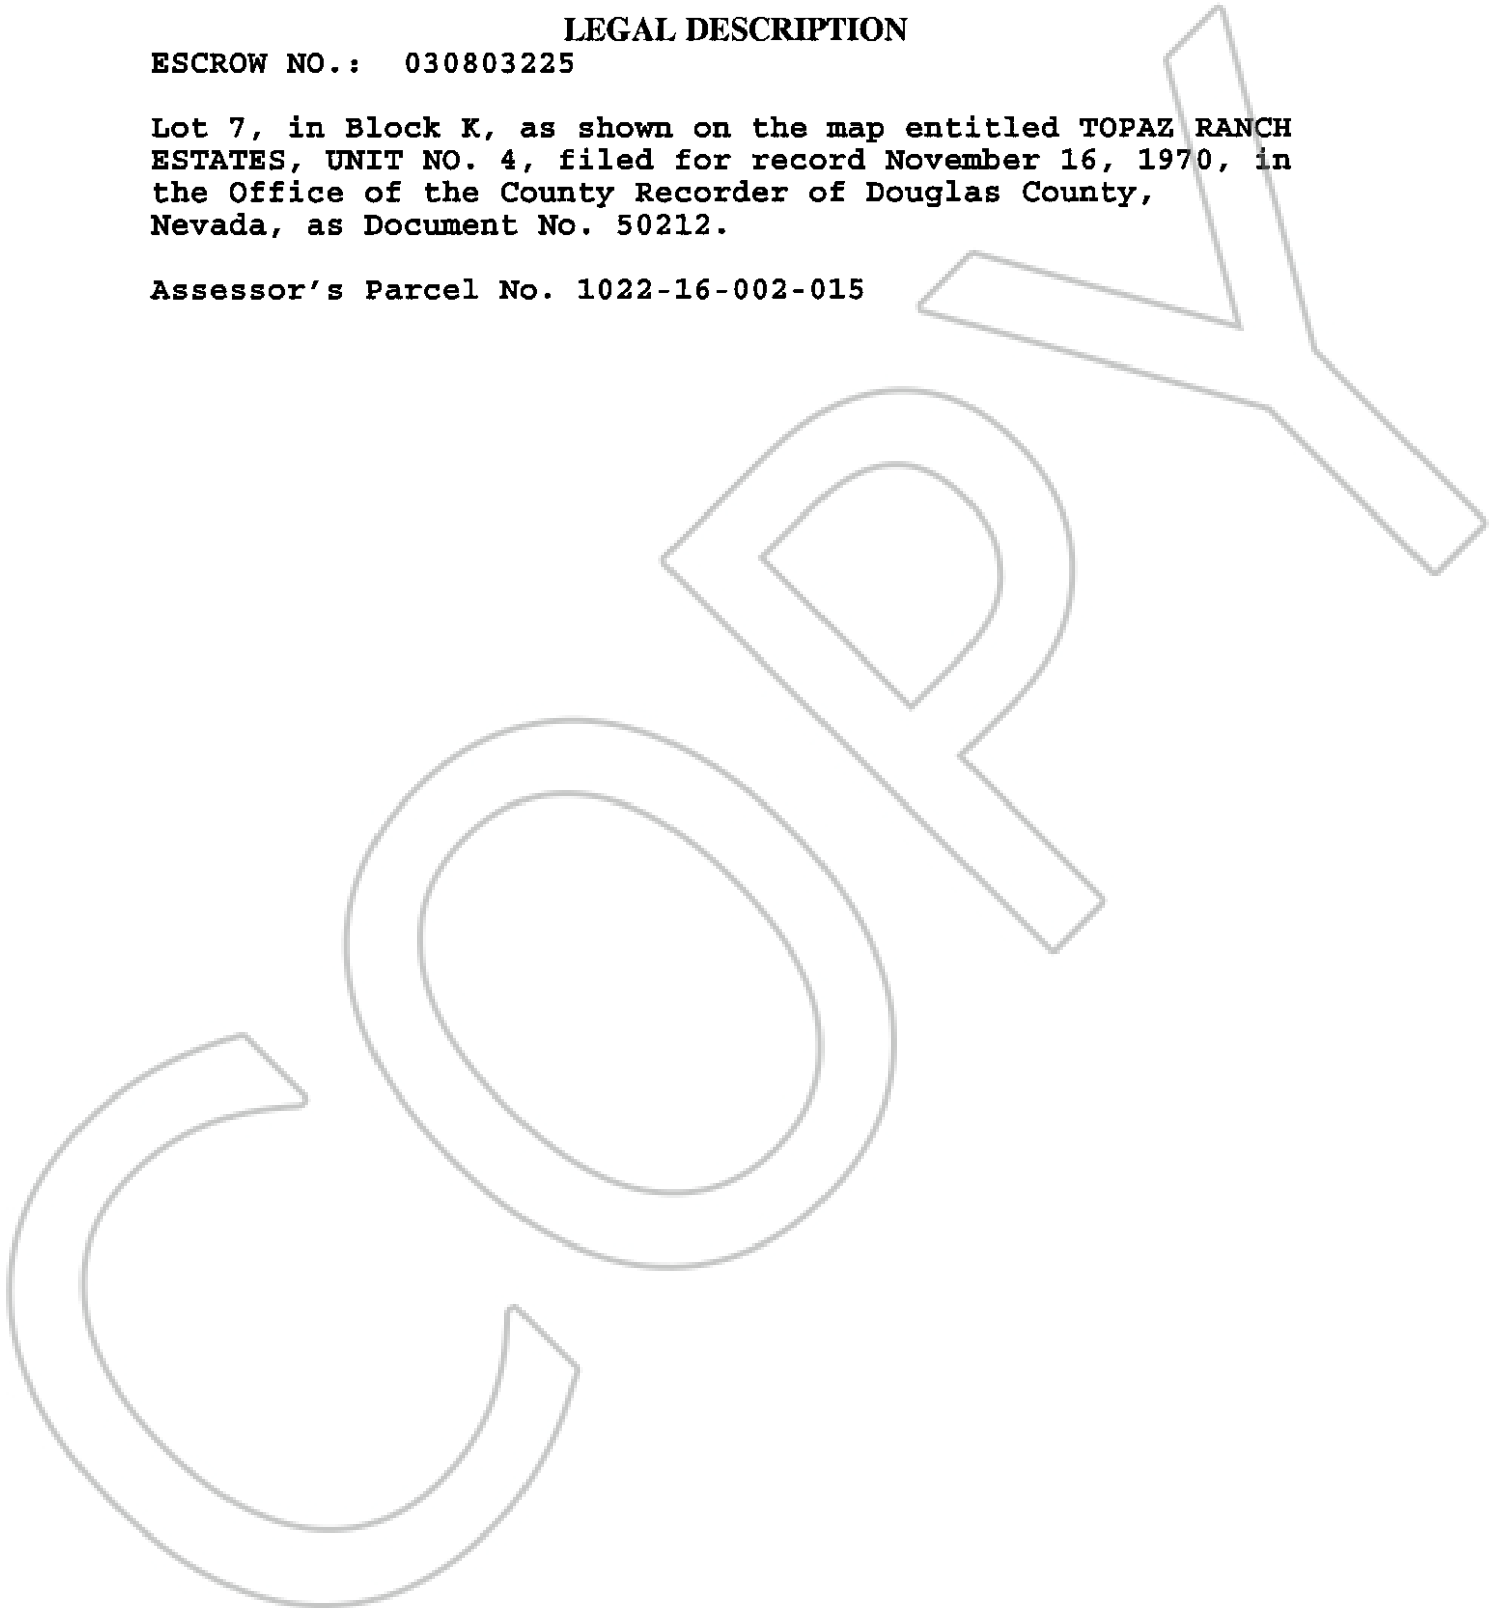 LEGAL DESCRIPTION
ESCROW NO.: 030803225
Lot 7, in Block K, as shown on the map entitled TOPAZ RANCH
ESTATES, UNIT NO. 4, filed for record November 16, 1970, in
the Office of the County Recorder of Douglas County,
Nevada, as Document No. 50212.
Assessor's Parcel No. 1022-16-002-015
COPY